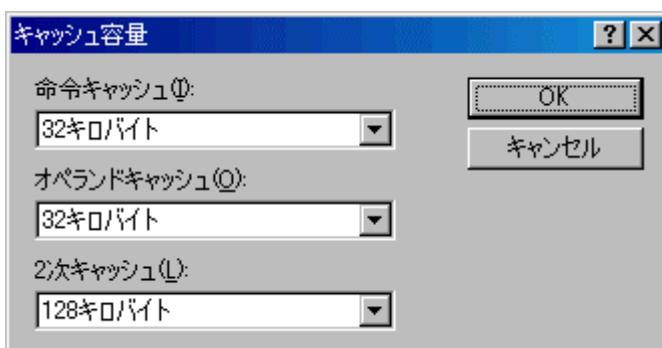 キャッシュ容量
命令キャッシュ(I):
32キロバイト
オペランドキャッシュ(O):
32キロバイト
2次キャッシュ(L):
128キロバイト
OK
キャンセル